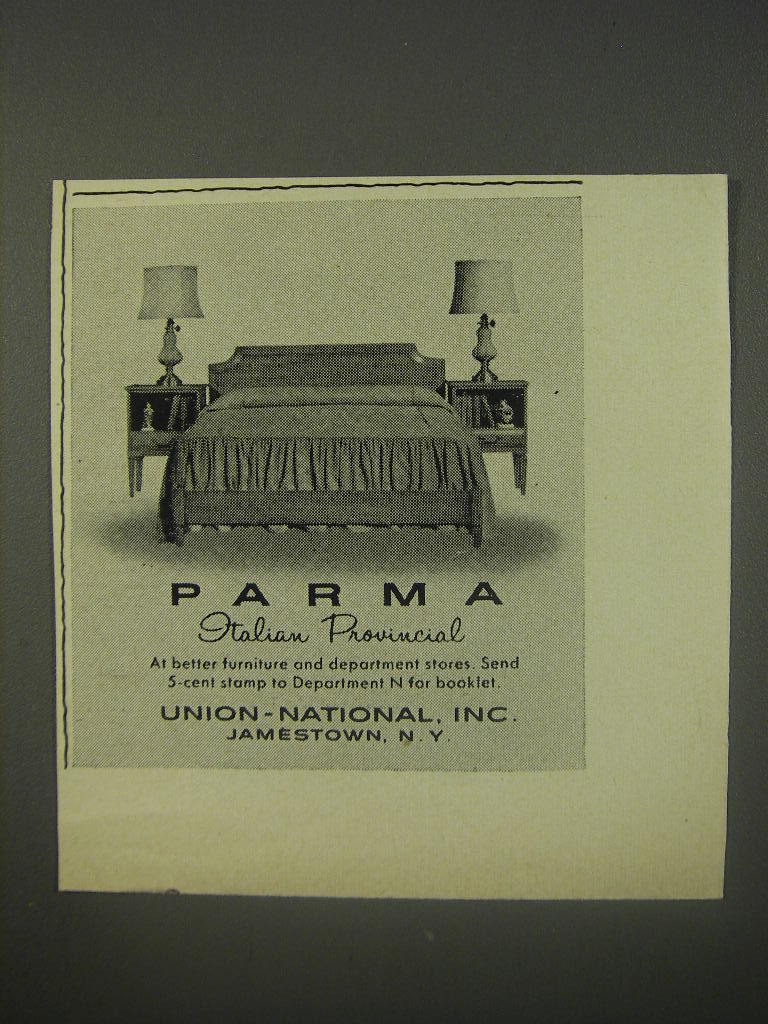 PARMA
Italian Provincial
At better furniture and department stores. Send
5-cent stamp to Department N for booklet.
UNION-NATIONAL, INC.
JAMESTOWN, N.Y.